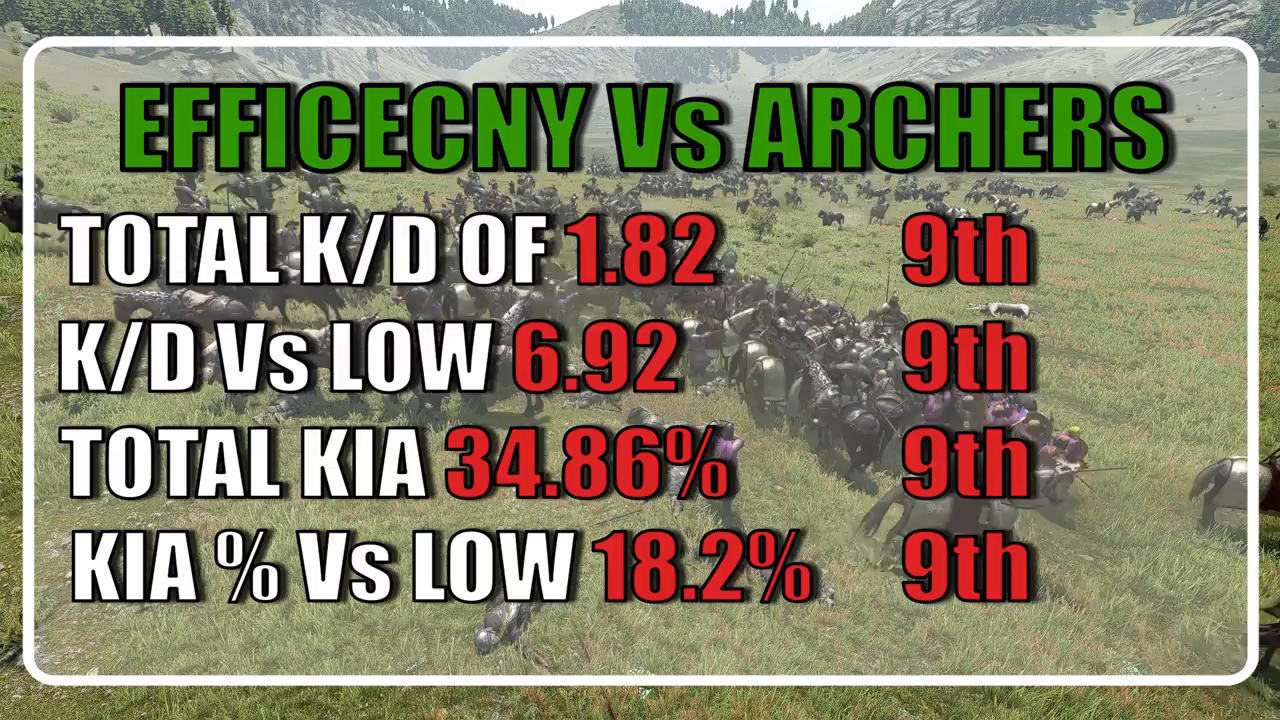 EFFICECNY Vs ARCHERS
TOTAL K/D OF 1.82 9th
K/D Vs LOW 6.92 9th
TOTAL KIA 34.86% 9th
KIA % Vs LOW 18.2% 9th